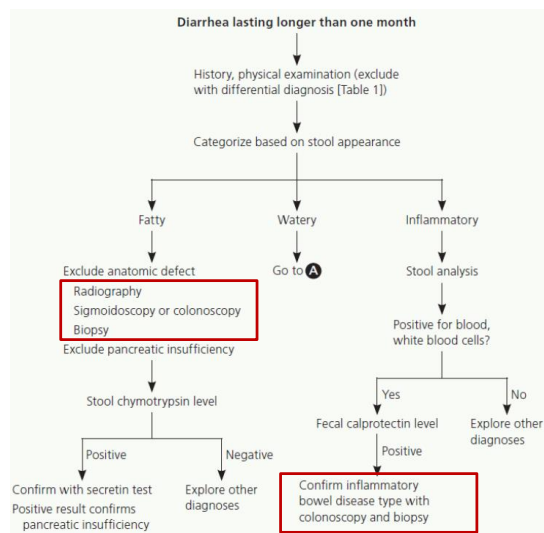 Diarrhea lasting longer than one month
History, physical examination (exclude
with differential diagnosis [Table 1])
Categorize based on stool appearance
Fatty
Watery
Inflammatory
Exclude anatomic defect
Radiography
Sigmoidoscopy or colonoscopy
Biopsy
Exclude pancreatic insufficiency
Stool chymotrypsin level
Positive
Negative
Confirm with secretin test
Positive result confirms
pancreatic insufficiency
Explore other
diagnoses
Go to A
Stool analysis
Positive for blood,
white blood cells?
Yes
No
Fecal calprotectin level
Explore other
diagnoses
Positive
Confirm inflammatory
bowel disease type with
colonoscopy and biopsy